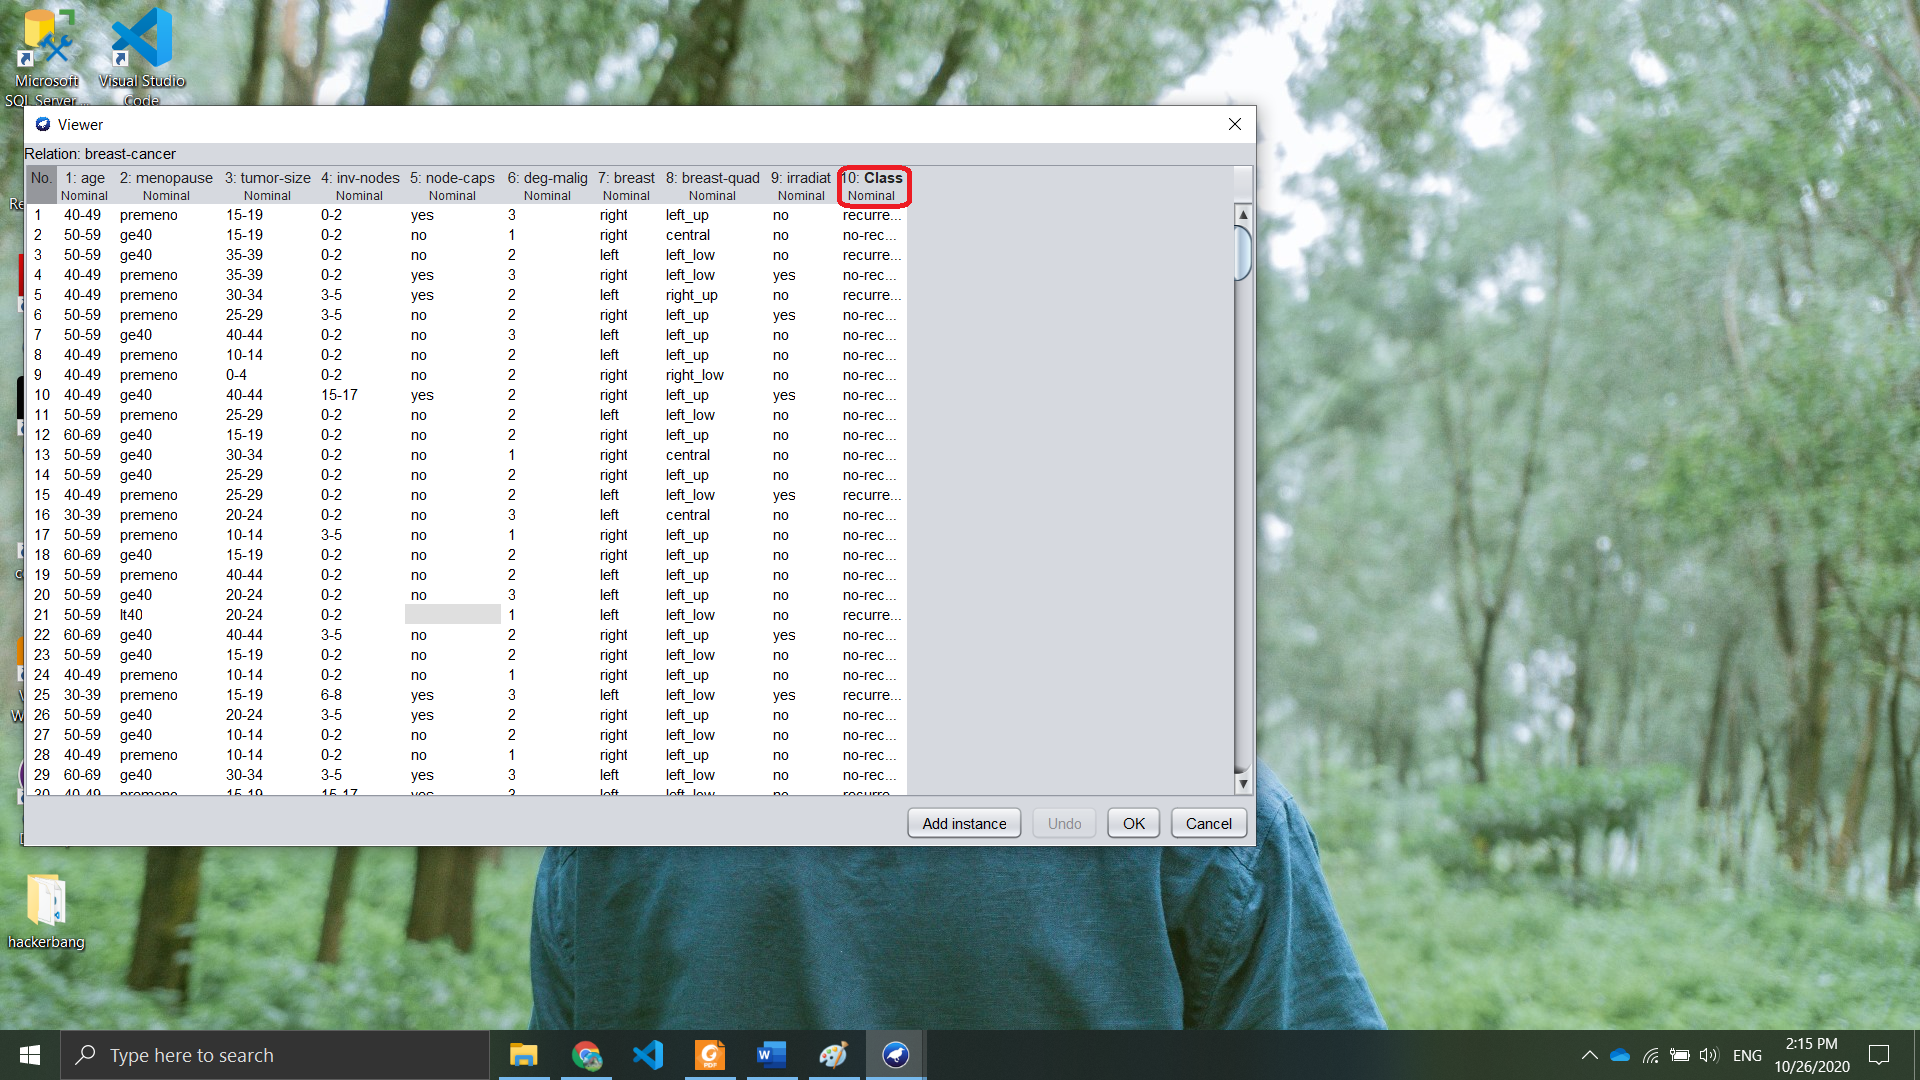 Microsoft
SQL Server...
Visual Studio
Code
Viewer
Relation: breast-cancer
No. 1: age 2: menopause 3: tumor-size 4: inv-nodes 5: node-caps 6: deg-malig 7: breast 8: breast-quad 9: irradiat 10: Class
Nominal Nominal Nominal Nominal Nominal Nominal Nominal Nominal Nominal Nominal
1 40-49 premeno 15-19 0-2 yes 3 right left_up no recurre...
2 50-59 ge40 15-19 0-2 no 1 right central no no-rec...
3 50-59 ge40 35-39 0-2 no 2 left left_low no recurre...
4 40-49 premeno 35-39 0-2 yes 3 right left_low yes no-rec...
5 40-49 premeno 30-34 3-5 yes 2 left right_up no recurre...
6 50-59 premeno 25-29 3-5 no 2 right left_up yes no-rec...
7 50-59 ge40 40-44 0-2 no 3 left left_up no no-rec...
8 40-49 premeno 10-14 0-2 no 2 left left_up no no-rec...
9 40-49 premeno 0-4 0-2 no 2 right right_low no no-rec...
10 40-49 ge40 40-44 15-17 yes 2 right left_up yes no-rec...
11 50-59 premeno 25-29 0-2 no 2 left left_low no no-rec...
12 60-69 ge40 15-19 0-2 no 2 right left_up no no-rec...
13 50-59 ge40 30-34 0-2 no 1 right central no no-rec...
14 50-59 ge40 25-29 0-2 no 2 right left_up no no-rec...
15 40-49 premeno 25-29 0-2 no 2 left left_low yes recurre...
16 30-39 premeno 20-24 0-2 no 3 left central no no-rec...
17 50-59 premeno 10-14 3-5 no 1 right left_up no no-rec...
18 60-69 ge40 15-19 0-2 no 2 right left_up no no-rec...
19 50-59 premeno 40-44 0-2 no 2 left left_up no no-rec...
20 50-59 ge40 20-24 0-2 no 3 left left_up no no-rec...
21 50-59 lt40 20-24 0-2 1 left left_low no recurre...
22 60-69 ge40 40-44 3-5 no 2 right left_up yes no-rec...
23 50-59 ge40 15-19 0-2 no 2 right left_low no no-rec...
24 40-49 premeno 10-14 0-2 no 1 right left_up no no-rec...
25 30-39 premeno 15-19 6-8 yes 3 left left_low yes recurre...
26 50-59 ge40 20-24 3-5 yes 2 right left_up no no-rec...
27 50-59 ge40 10-14 0-2 no 2 right left_low no no-rec...
28 40-49 premeno 10-14 0-2 no 1 right left_up no no-rec...
29 60-69 ge40 30-34 3-5 yes 3 left left_low no no-rec...
30 40-49 premeno 15-19 15-17 yes 3 left left_low no recurre...
Add instance Undo OK Cancel
hackerbang
Type here to search
ENG
2:15 PM
10/26/2020